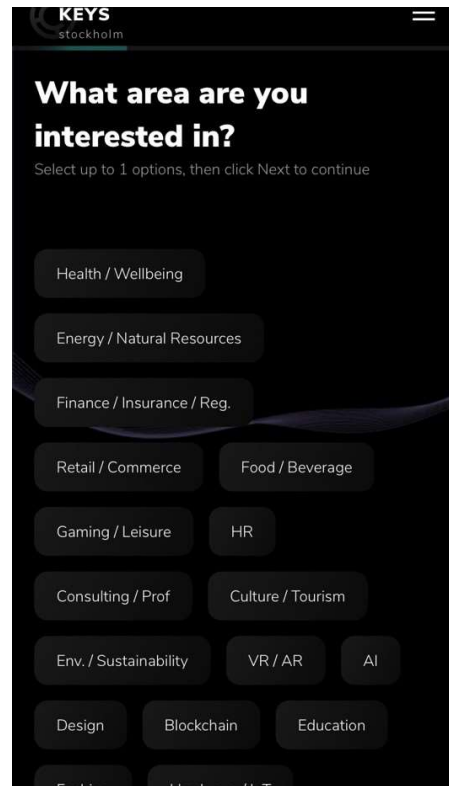 KEYS
stockholm
What area are you
interested in?
Select up to 1 options, then click Next to continue
Health / Wellbeing
Energy / Natural Resources
Finance / Insurance / Reg.
Retail / Commerce Food / Beverage
Gaming / Leisure HR
Consulting / Prof Culture / Tourism
Env. / Sustainability VR / AR AI
Design Blockchain Education